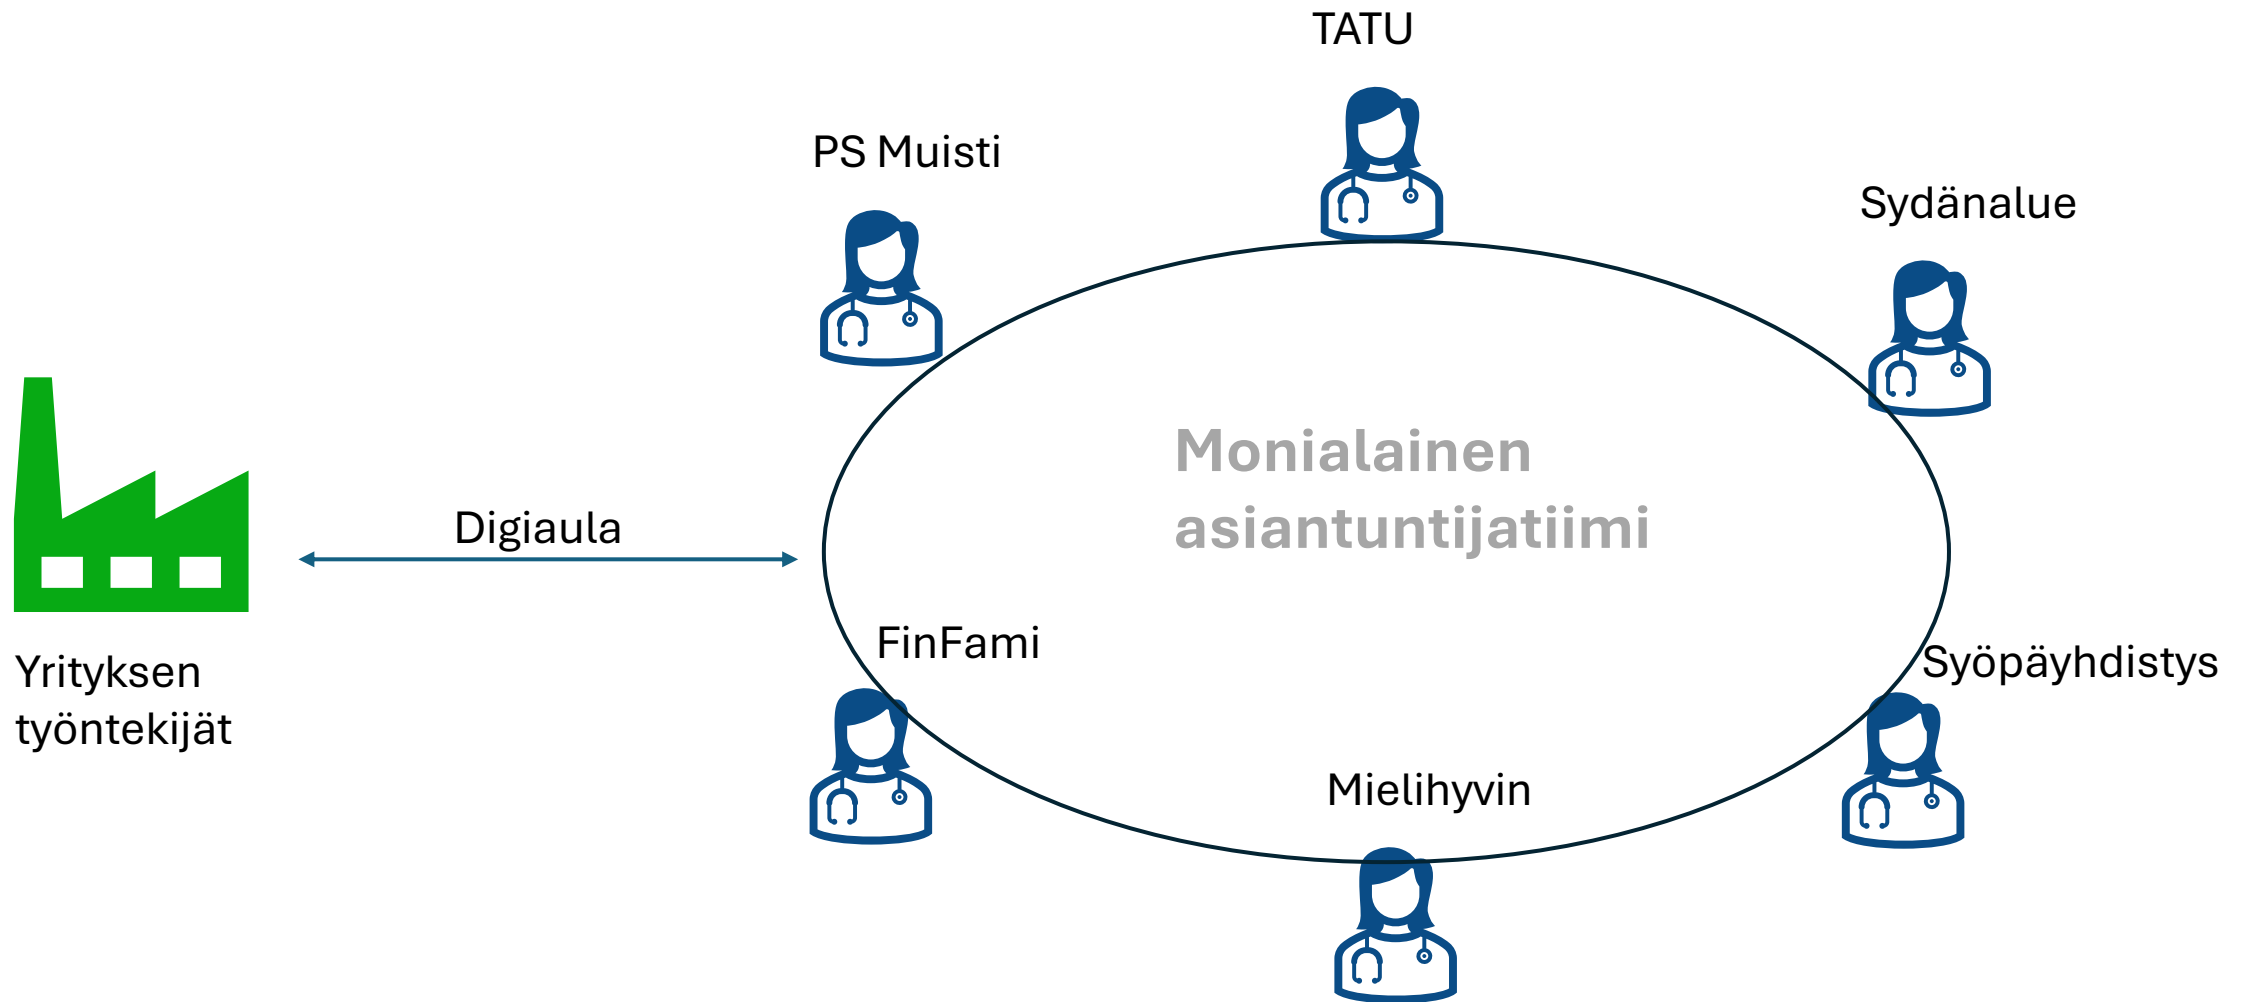 TATU
PS Muisti
Sydänalue
Monialainen
asiantuntijatiimi
Digiaula
FinFami
Yrityksen
työntekijät
Syöpäyhdistys
Mielihyvin